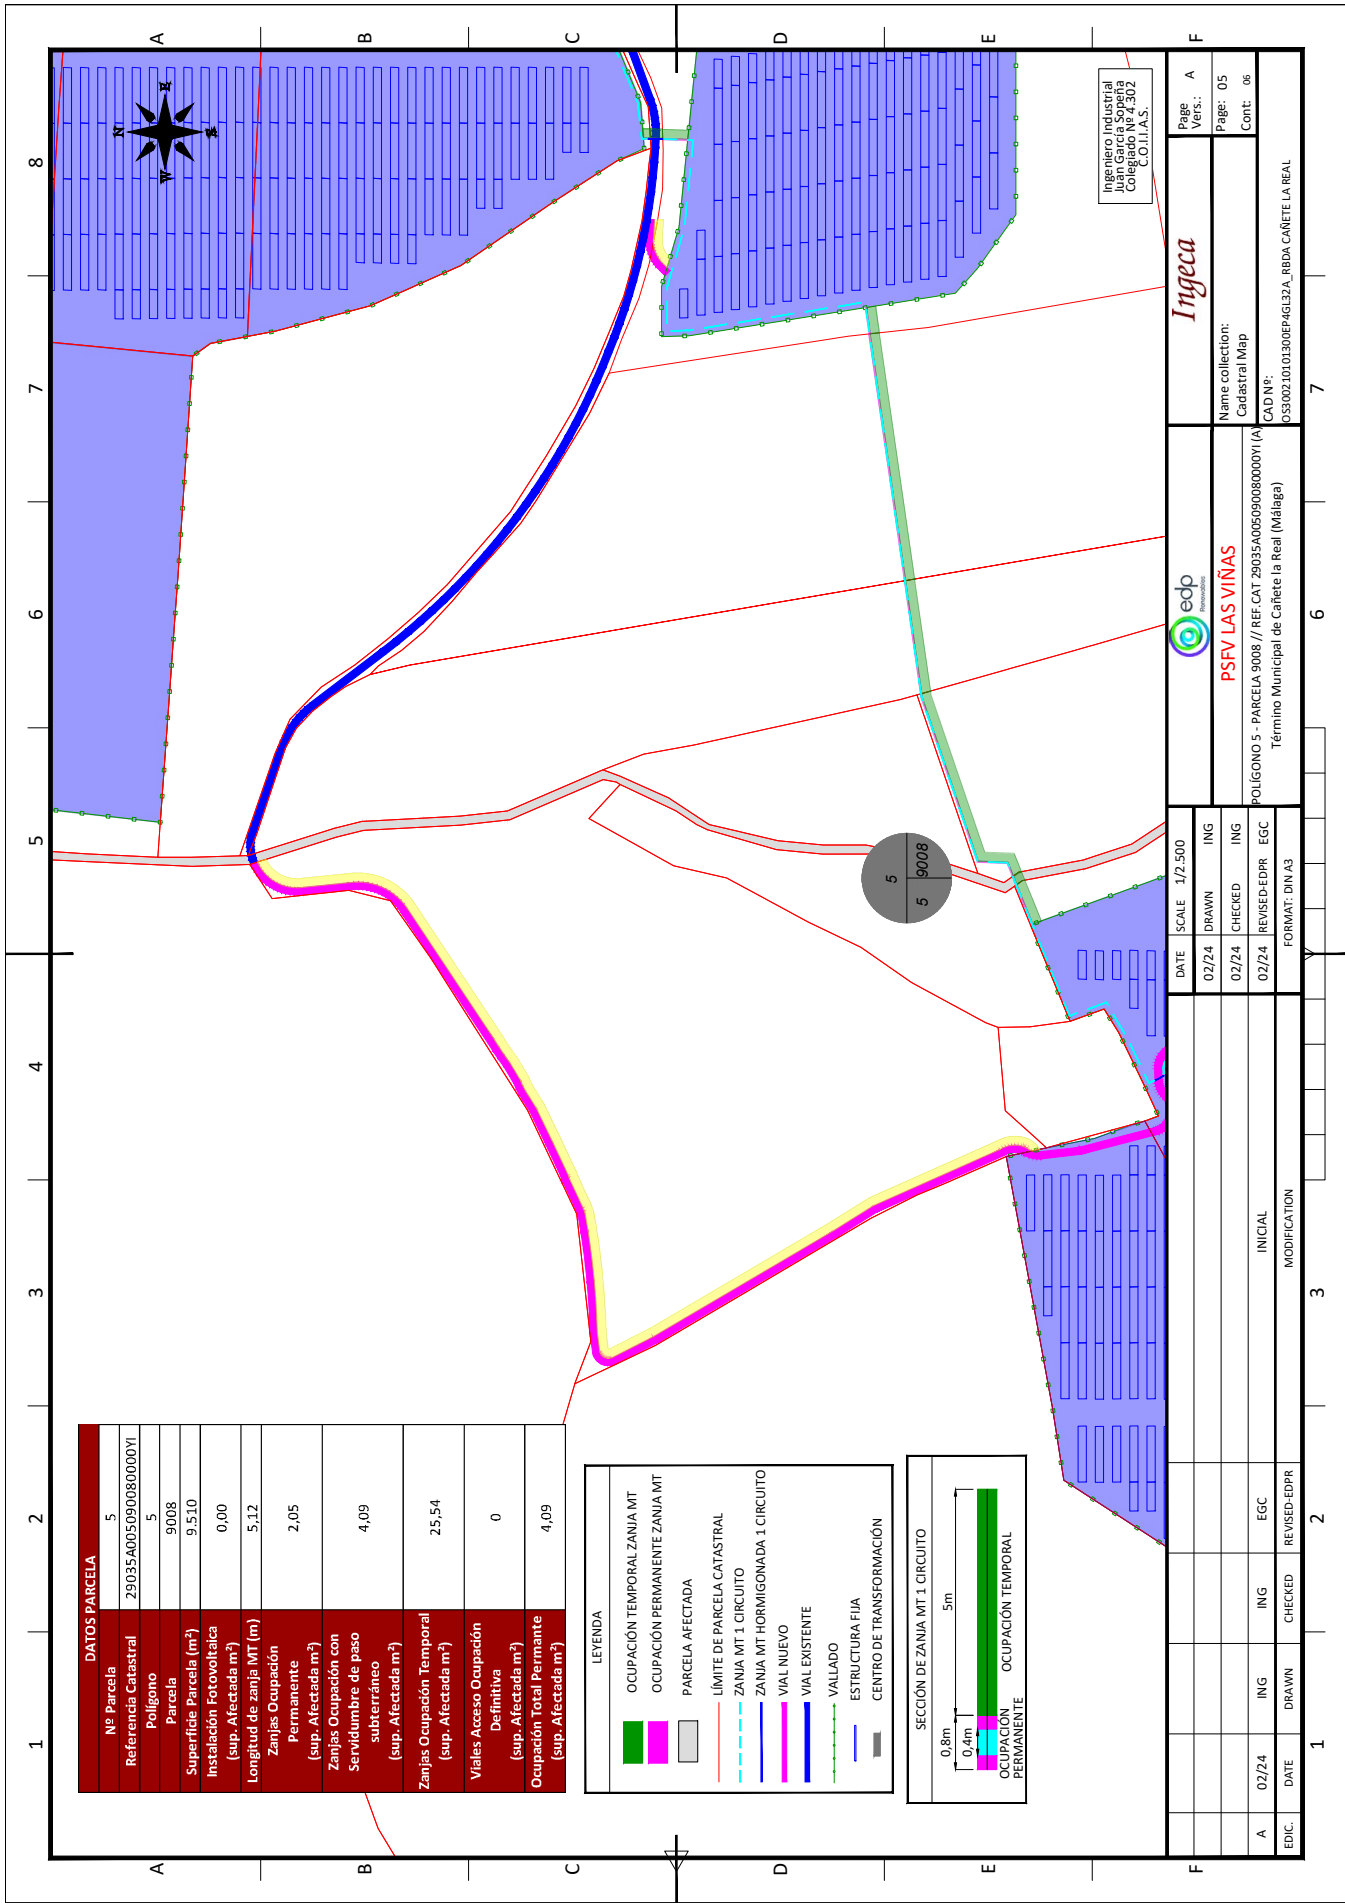 1
2
3
4
5
6
7
8
A
B
C
D
E
F
DATOS PARCELA
Nº Parcela 5
Referencia Catastral 29035A005090080000YI
Polígono 5
Parcela 9008
Superficie Parcela (m²) 9.510
Instalación Fotovoltaica
(sup. Afectada m²) 0,00
Longitud de zanja MT (m) 5,12
Zanjas Ocupación
Permanente
(sup. Afectada m²) 2,05
Zanjas Ocupación con
Servidumbre de paso
subterráneo
(sup. Afectada m²) 4,09
Zanjas Ocupación Temporal
(sup. Afectada m²) 25,54
Viales Acceso Ocupación
Definitiva
(sup. Afectada m²) 0
Ocupación Total Permante
(sup. Afectada m²) 4,09
N
E
S
W
LEYENDA
OCUPACIÓN TEMPORAL ZANJA MT
OCUPACIÓN PERMANENTE ZANJA MT
PARCELA AFECTADA
LÍMITE DE PARCELA CATASTRAL
ZANJA MT 1 CIRCUITO
ZANJA MT HORMIGONADA 1 CIRCUITO
VIAL NUEVO
VIAL EXISTENTE
VALLADO
ESTRUCTURA FIJA
CENTRO DE TRANSFORMACIÓN
SECCIÓN DE ZANJA MT 1 CIRCUITO
0,8m
5m
0,4m
OCUPACIÓN
PERMANENTE
OCUPACIÓN TEMPORAL
5
5
9008
Ingeniero Industrial
Juan García Sopeña
Colegiado Nº 4.302
C.O.I.I.A.S.
A 02/24 ING ING EGC INICIAL
EDIC. DATE DRAWN CHECKED REVISED-EDPR MODIFICATION
DATE SCALE 1/2.500
02/24 DRAWN ING
02/24 CHECKED ING
02/24 REVISED-EDPR EGC
FORMAT: DIN A3
edp
Renewables
PSFV LAS VIÑAS
POLÍGONO 5 - PARCELA 9008 // REF. CAT 29035A005090080000YI (A)
Término Municipal de Cañete la Real (Málaga)
Ingeca
Name collection:
Cadastral Map
CAD Nº:
OS300210101300EP4GL32A_RBDA CAÑETE LA REAL
Page
Vers.: A
Page: 05
Cont: 06
1
2
3
4
5
6
7
A
B
C
D
E
F